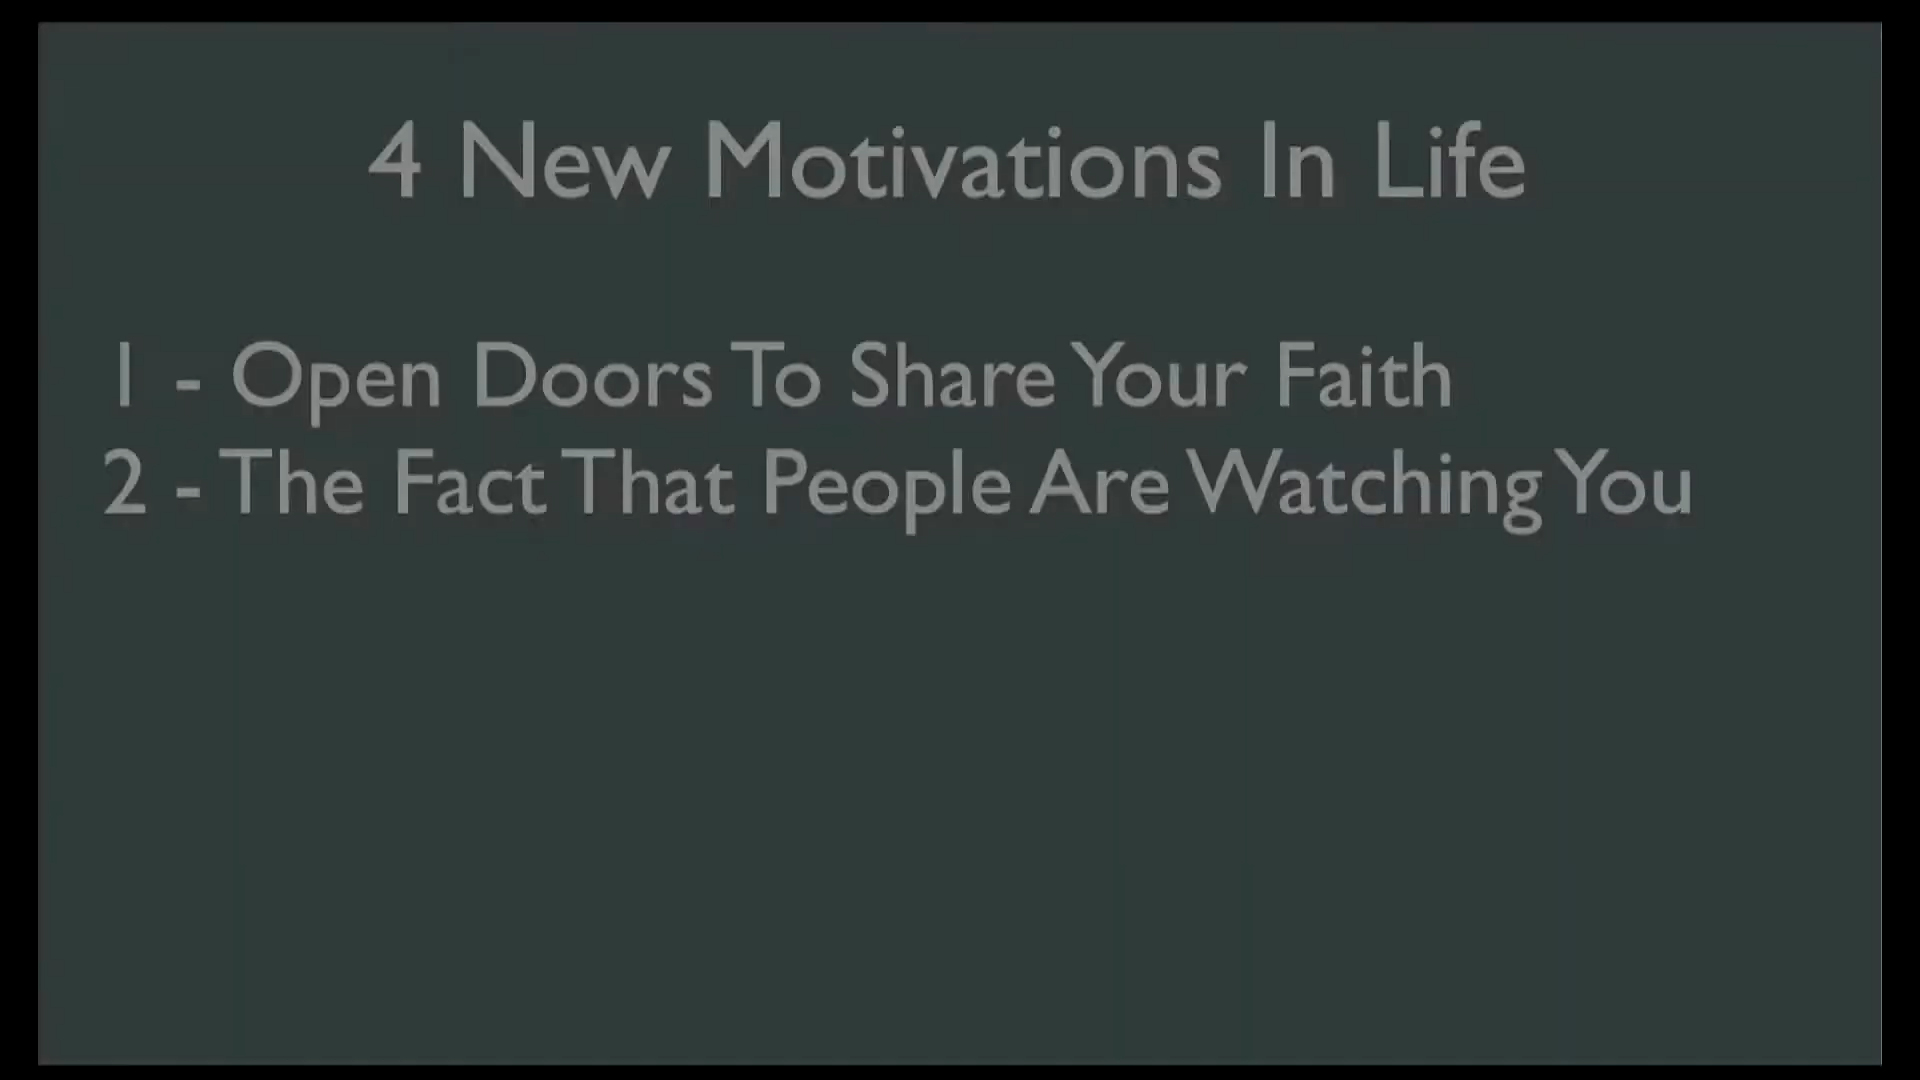 4 New Motivations In Life
1 - Open Doors To Share Your Faith
2 - The Fact That People Are Watching You